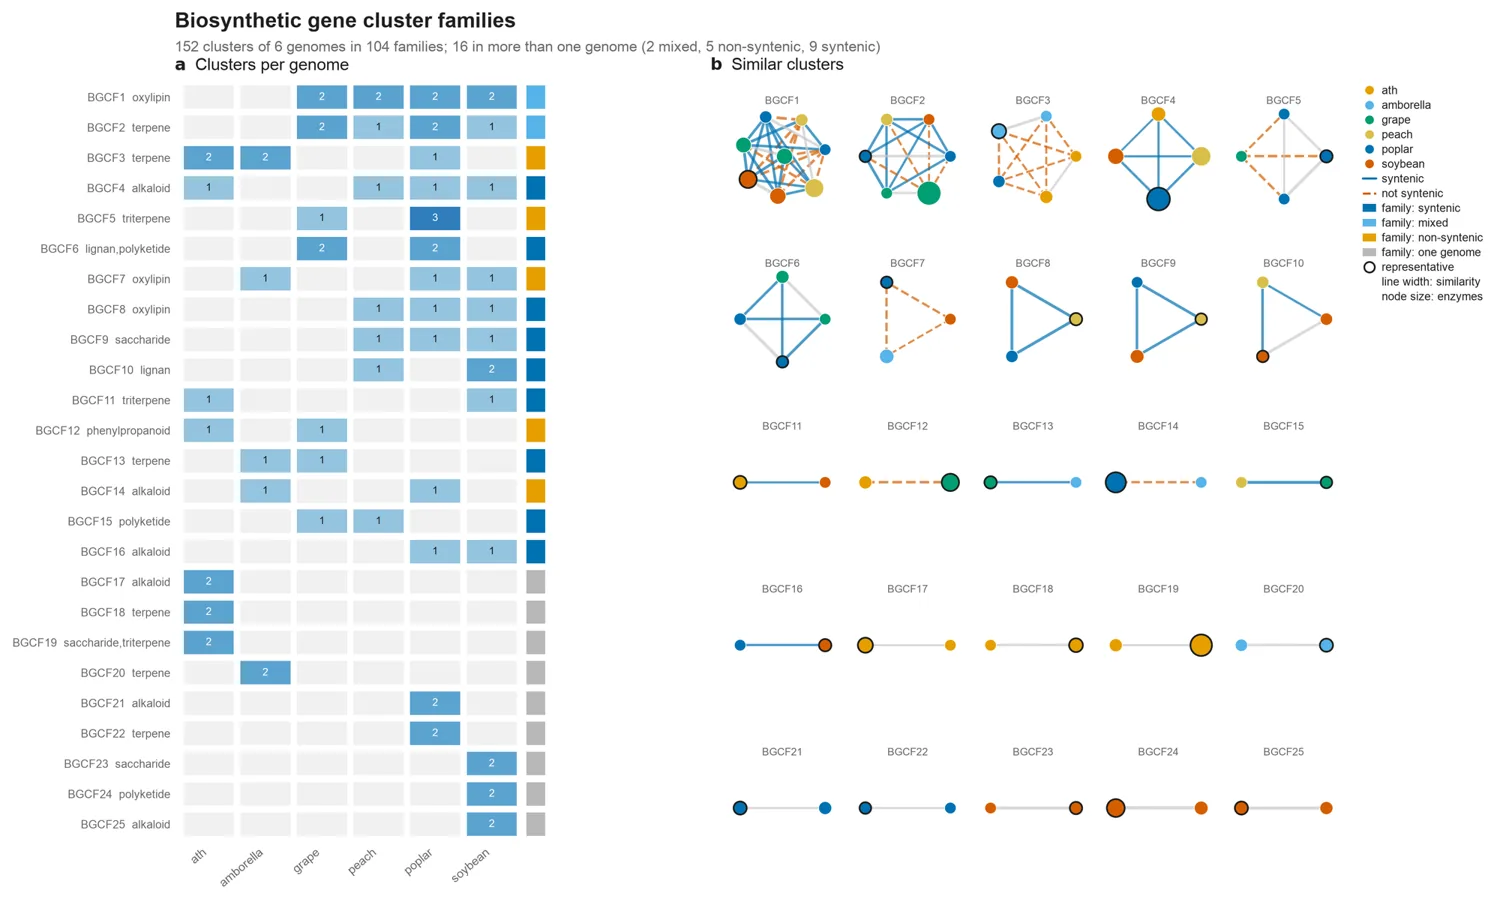 Biosynthetic gene cluster families
152 clusters of 6 genomes in 104 families; 16 in more than one genome (2 mixed, 5 non-syntenic, 9 syntenic)
a Clusters per genome
BGCF1 oxylipin 2 2 2 2
BGCF2 terpene 2 1 2 1
BGCF3 terpene 2 2 1
BGCF4 alkaloid 1 1 1 1
BGCF5 triterpene 1 3
BGCF6 lignan,polyketide 2 2
BGCF7 oxylipin 1 1 1
BGCF8 oxylipin 1 1 1
BGCF9 saccharide 1 1 1
BGCF10 lignan 1 2
BGCF11 triterpene 1 1
BGCF12 phenylpropanoid 1 1
BGCF13 terpene 1 1
BGCF14 alkaloid 1 1
BGCF15 polyketide 1 1
BGCF16 alkaloid 1 1
BGCF17 alkaloid 2
BGCF18 terpene 2
BGCF19 saccharide,triterpene 2
BGCF20 terpene 2
BGCF21 alkaloid 2
BGCF22 terpene 2
BGCF23 saccharide 2
BGCF24 polyketide 2
BGCF25 alkaloid 2
ath amborella grape peach poplar soybean
b Similar clusters
BGCF1 BGCF2 BGCF3 BGCF4 BGCF5
BGCF6 BGCF7 BGCF8 BGCF9 BGCF10
BGCF11 BGCF12 BGCF13 BGCF14 BGCF15
BGCF16 BGCF17 BGCF18 BGCF19 BGCF20
BGCF21 BGCF22 BGCF23 BGCF24 BGCF25
ath
amborella
grape
peach
poplar
soybean
syntenic
not syntenic
family: syntenic
family: mixed
family: non-syntenic
family: one genome
representative
line width: similarity
node size: enzymes